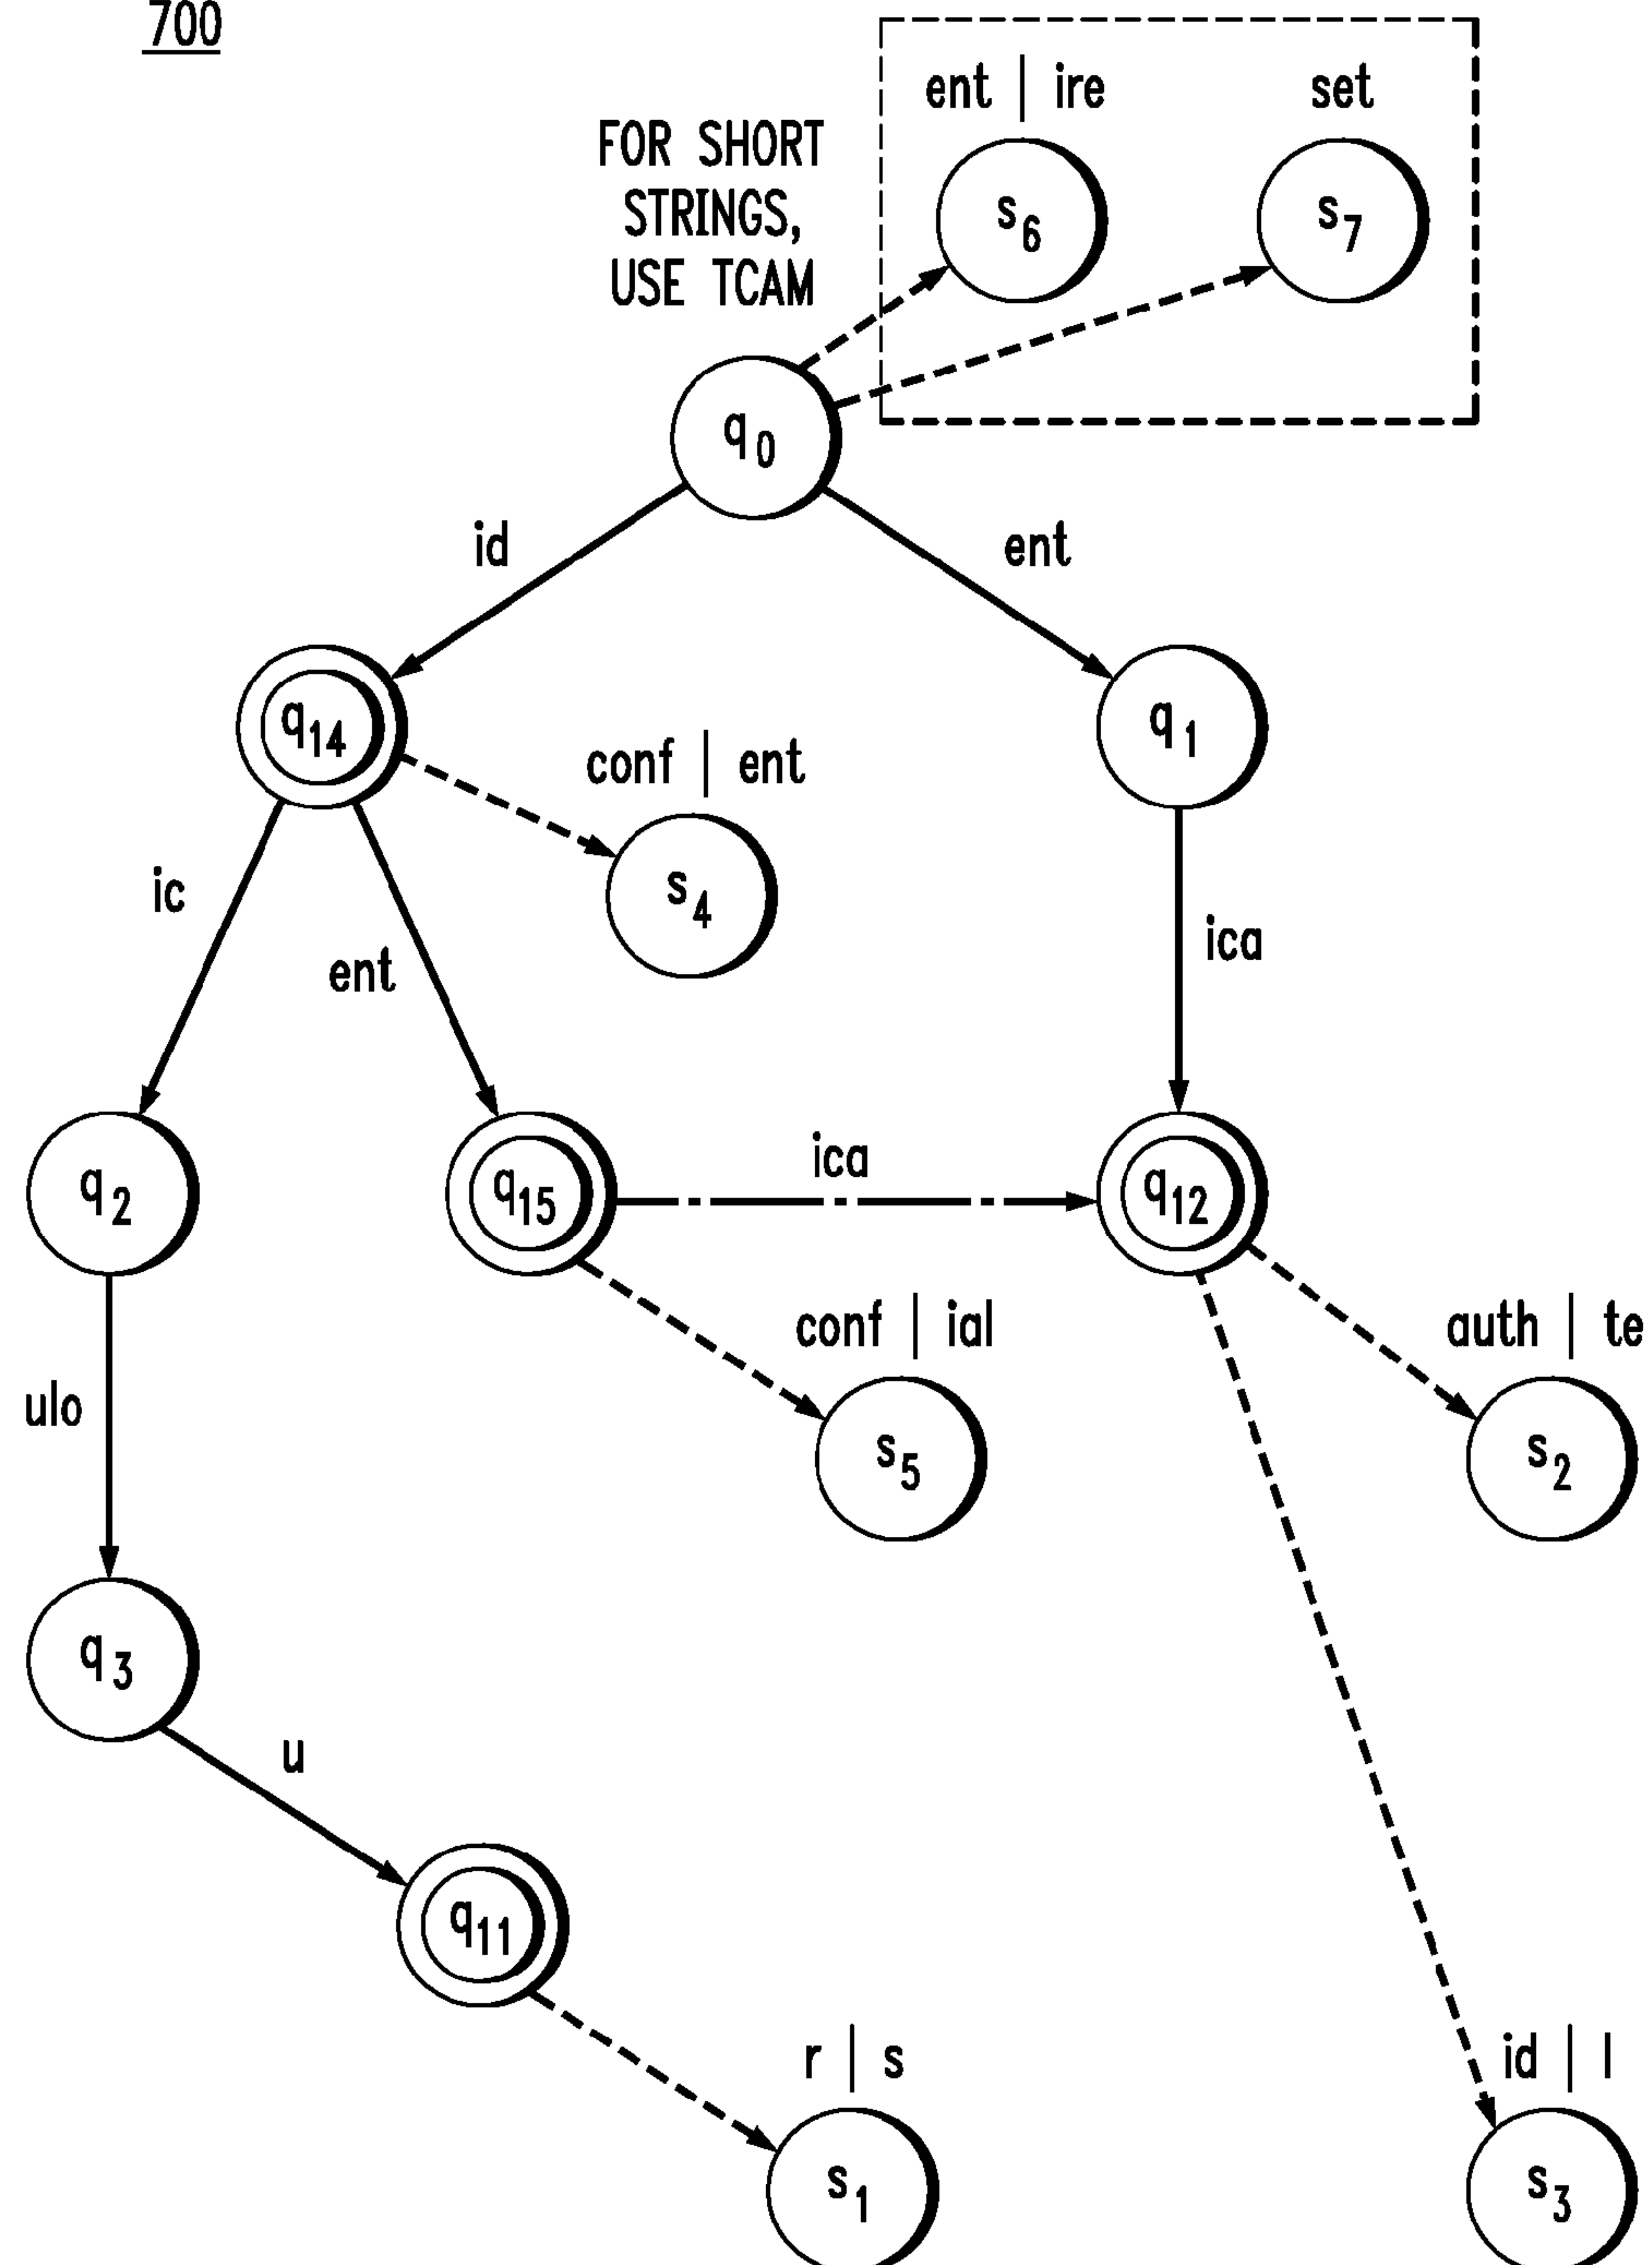 700
ent | ire
set
FOR SHORT
STRINGS,
USE TCAM
s6
s7
q0
id
ent
q14
q1
conf | ent
s4
ic
ent
ica
q2
q15
ica
q12
conf | ial
auth | te
ulo
s5
s2
q3
u
q11
r | s
id | l
s1
s3